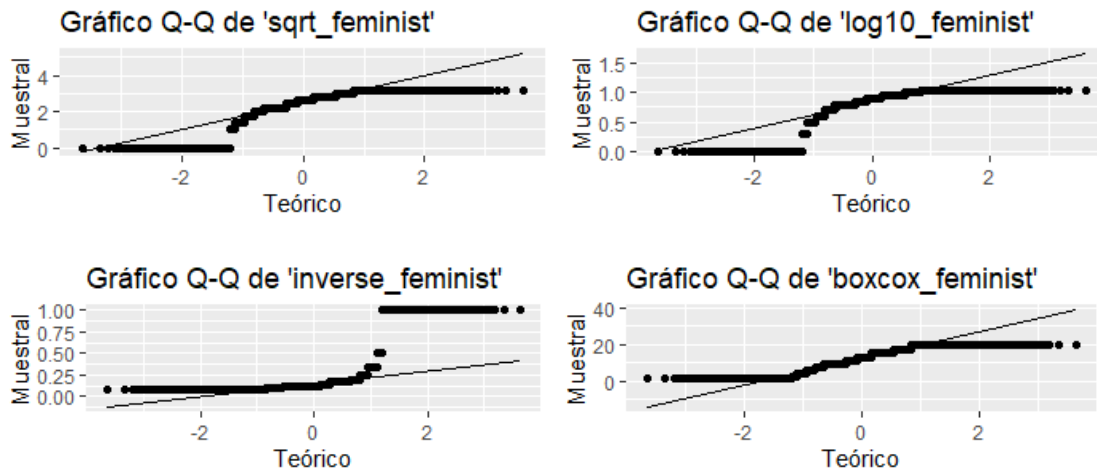 Gráfico Q-Q de 'sqrt_feminist'
Muestral
4
2
0
-2 0 2
Teórico
Gráfico Q-Q de 'log10_feminist'
Muestral
1.5
1.0
0.5
0.0
-2 0 2
Teórico
Gráfico Q-Q de 'inverse_feminist'
Muestral
1.00
0.75
0.50
0.25
0.00
-2 0 2
Teórico
Gráfico Q-Q de 'boxcox_feminist'
Muestral
40
20
0
-2 0 2
Teórico